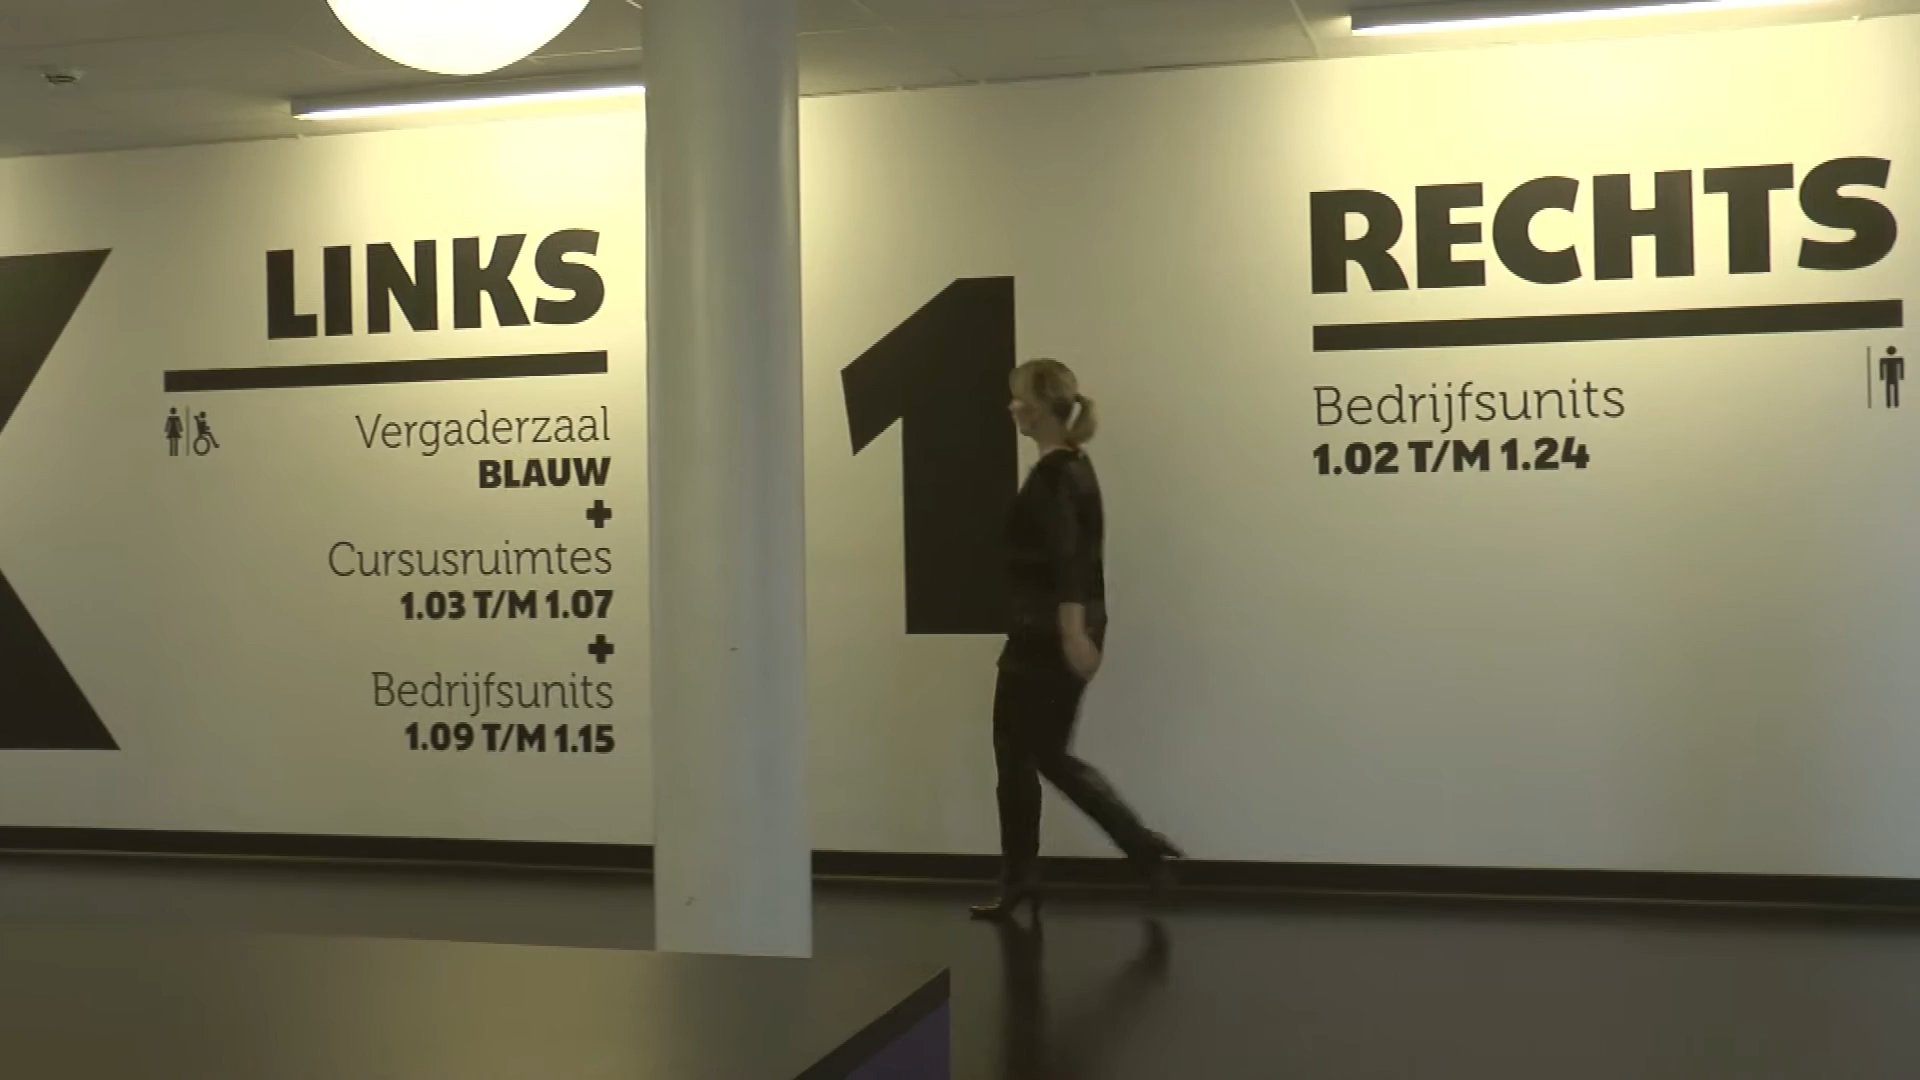 LINKS
Vergaderzaal
BLAUW
+
Cursusruimtes
1.03 T/M 1.07
+
Bedrijfsunits
1.09 T/M 1.15
1
RECHTS
Bedrijfsunits
1.02 T/M 1.24